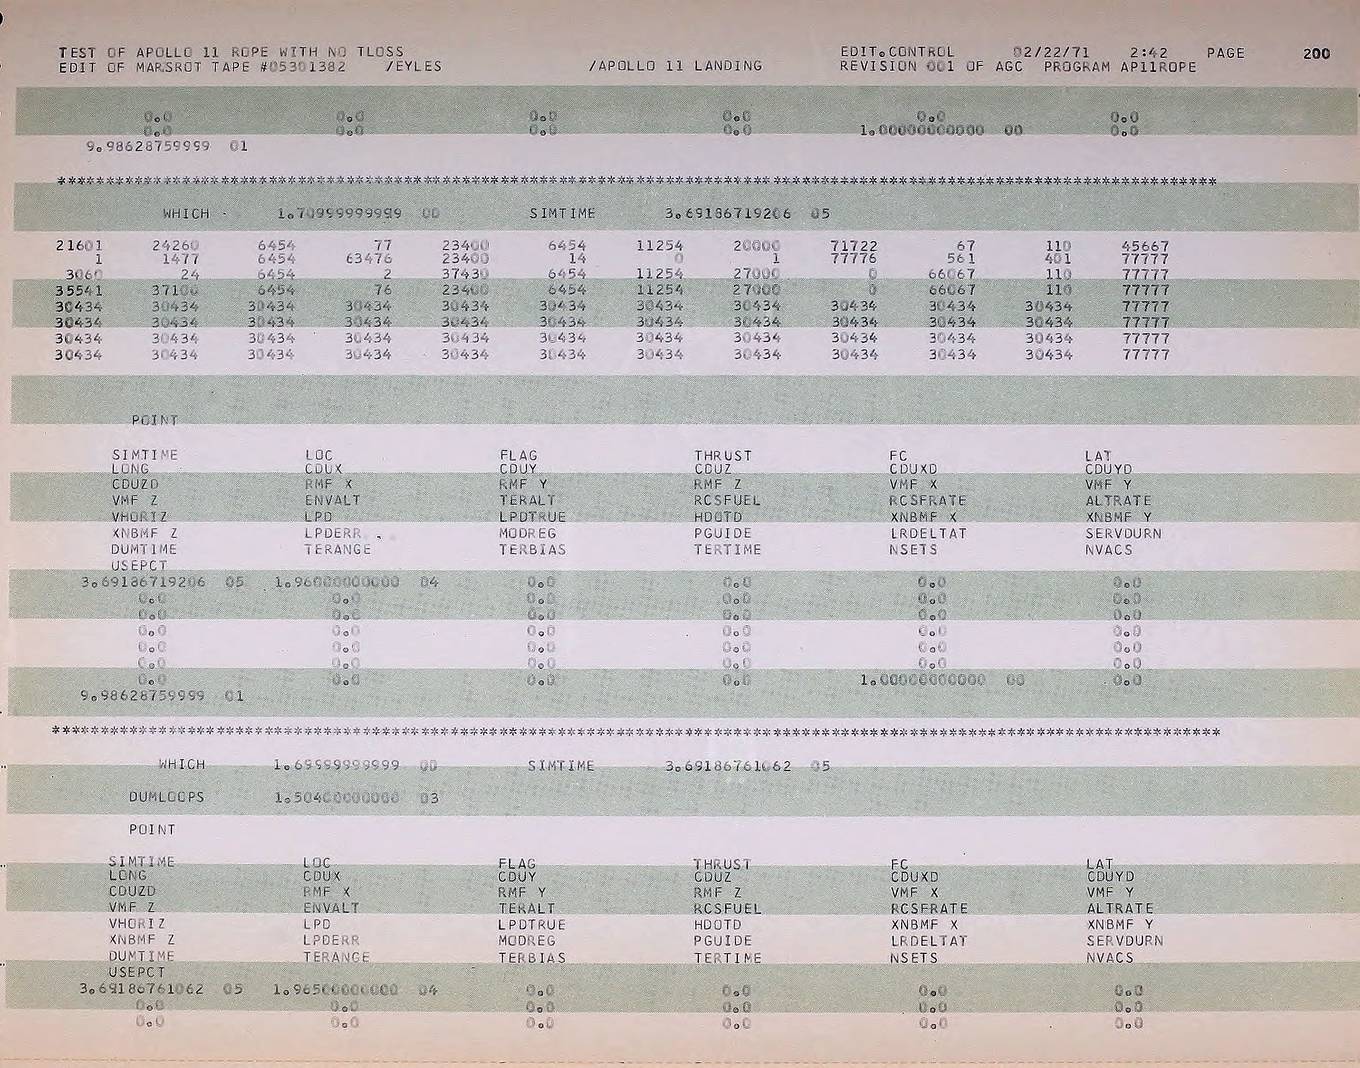 TEST OF APOLLO 11 ROPE WITH NO TLOSS EDIT.CONTROL 02/22/71 2:42 PAGE 200
EDIT OF MARSROT TAPE #05301382 /EYLES /APOLLO 11 LANDING REVISION 001 OF AGC PROGRAM AP11ROPE
0.0 0.0 0.0 0.0 0.0 0.0
0.0 0.0 0.0 0.0 1.00000000000 00 0.0
9.98628759999 01
************************************************************************************************************************
WHICH 1.70999999999 00 SIMTIME 3.69186719206 05
21601 24260 6454 77 23400 6454 11254 20000 71722 67 110 45667
1 1477 6454 63476 23400 14 0 1 77776 561 401 77777
3060 24 6454 2 37430 6454 11254 27000 0 66067 110 77777
35541 37100 6454 76 23400 6454 11254 27000 0 66067 110 77777
30434 30434 30434 30434 30434 30434 30434 30434 30434 30434 30434 77777
30434 30434 30434 30434 30434 30434 30434 30434 30434 30434 30434 77777
30434 30434 30434 30434 30434 30434 30434 30434 30434 30434 30434 77777
30434 30434 30434 30434 30434 30434 30434 30434 30434 30434 30434 77777
POINT
SIMTIME LOC FLAG THRUST FC LAT
LONG CDUX CDUY CDUZ CDUXD CDUYD
CDUZD RMF X RMF Y RMF Z VMF X VMF Y
VMF Z ENVALT TERALT RCSFUEL RCSFRATE ALTRATE
VHORIZ LPD LPDTRUE HDOTD XNBMF X XNBMF Y
XNBMF Z LPDERR MODREG PGUIDE LRDELTAT SERVDURN
DUMTIME TERANGE TERBIAS TERTIME NSETS NVACS
USEPCT
3.69186719206 05 1.96000000000 04 0.0 0.0 0.0 0.0
0.0 0.0 0.0 0.0 0.0 0.0
0.0 0.0 0.0 0.0 0.0 0.0
0.0 0.0 0.0 0.0 0.0 0.0
0.0 0.0 0.0 0.0 0.0 0.0
0.0 0.0 0.0 0.0 0.0 0.0
0.0 0.0 0.0 0.0 1.00000000000 00 0.0
9.98628759999 01
************************************************************************************************************************
WHICH 1.69999999999 00 SIMTIME 3.69186761062 05
DUMLOOPS 1.50400000000 03
POINT
SIMTIME LOC FLAG THRUST FC LAT
LONG CDUX CDUY CDUZ CDUXD CDUYD
CDUZD RMF X RMF Y RMF Z VMF X VMF Y
VMF Z ENVALT TERALT RCSFUEL RCSFRATE ALTRATE
VHORIZ LPD LPDTRUE HDOTD XNBMF X XNBMF Y
XNBMF Z LPDERR MODREG PGUIDE LRDELTAT SERVDURN
DUMTIME TERANGE TERBIAS TERTIME NSETS NVACS
USEPCT
3.69186761062 05 1.96500000000 04 0.0 0.0 0.0 0.0
0.0 0.0 0.0 0.0 0.0 0.0
0.0 0.0 0.0 0.0 0.0 0.0